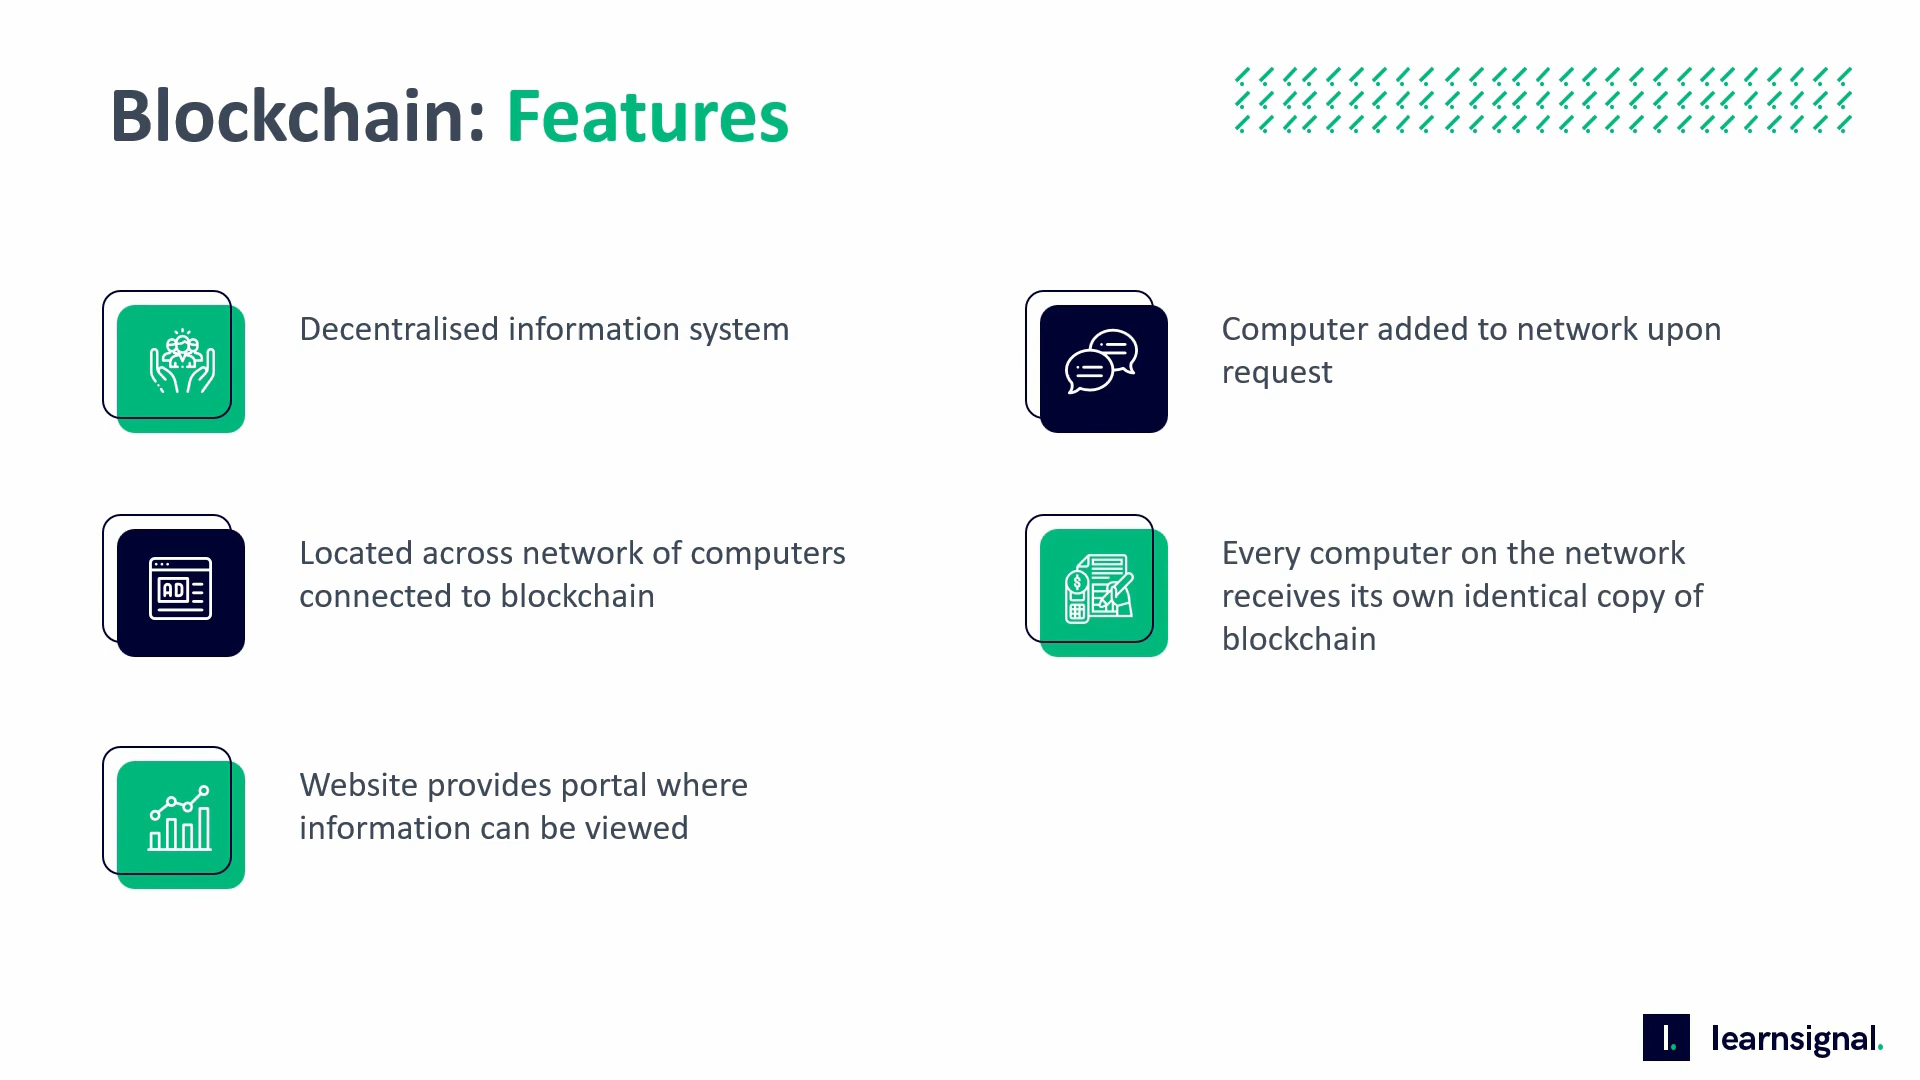 Blockchain: Features
Decentralised information system
Located across network of computers
connected to blockchain
AD
Website provides portal where
information can be viewed
Computer added to network upon
request
$
Every computer on the network
receives its own identical copy of
blockchain
l. learnsignal.